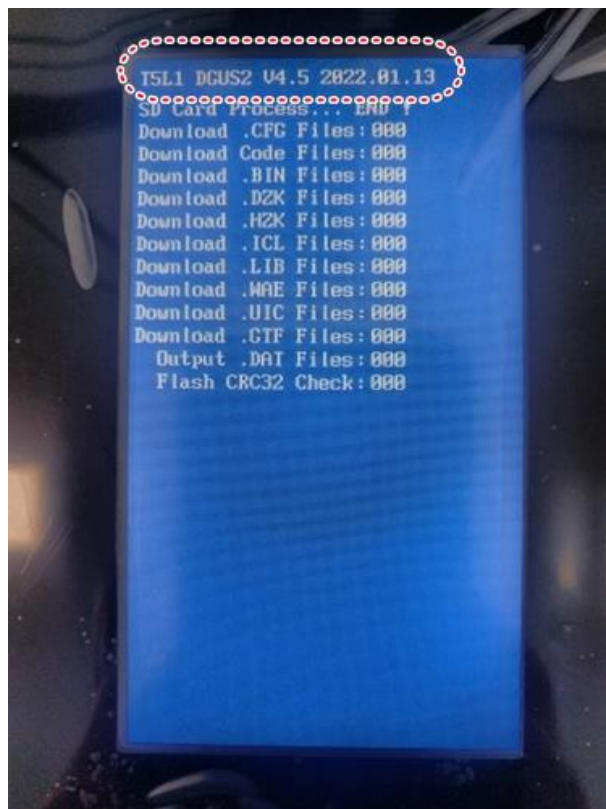 T5L1 DGUS2 V4.5 2022.01.13
SD Card Process... END !
Download .CFG Files:000
Download Code Files:000
Download .BIN Files:000
Download .DZK Files:000
Download .HZK Files:000
Download .ICL Files:000
Download .LIB Files:000
Download .WAE Files:000
Download .UIC Files:000
Download .GTF Files:000
Output .DAT Files:000
Flash CRC32 Check:000